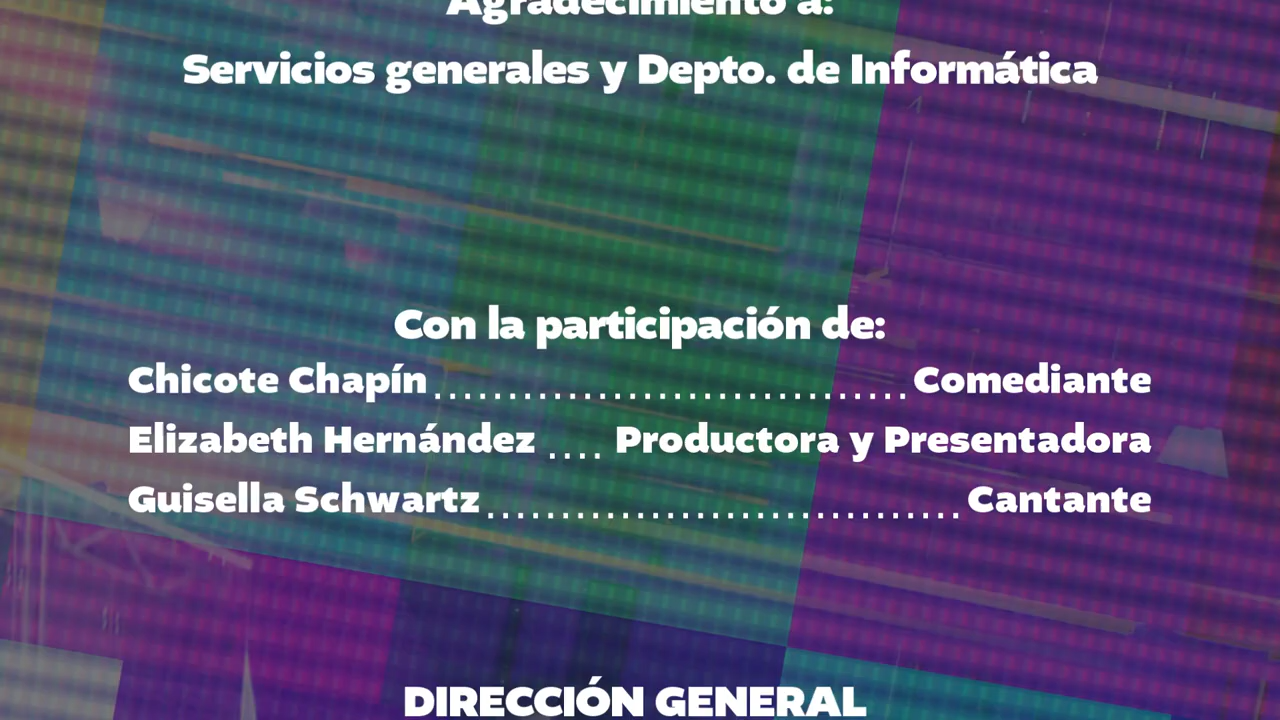 Agradecimiento a:
Servicios generales y Depto. de Informática
Con la participación de:
Chicote Chapín ................................ Comediante
Elizabeth Hernández .... Productora y Presentadora
Guisella Schwartz ................................ Cantante
DIRECCIÓN GENERAL